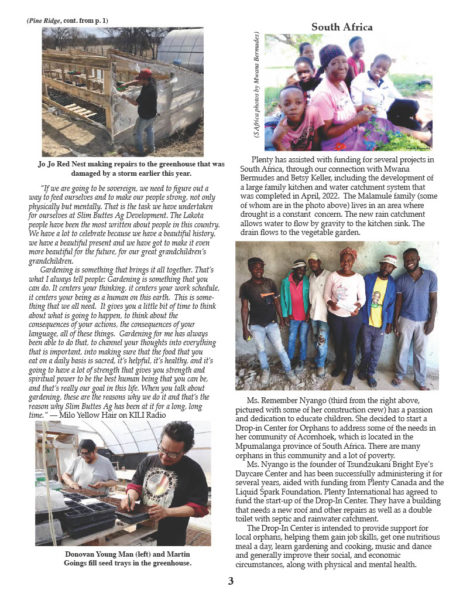 (Pine Ridge, cont. from p. 1)
Jo Jo Red Nest making repairs to the greenhouse that was
damaged by a storm earlier this year.
"If we are going to be sovereign, we need to figure out a
way to feed ourselves and to make our people strong, not only
physically but mentally. That is the task we have undertaken
for ourselves at Slim Buttes Ag Development. The Lakota
people have been the most written about people in this country.
We have a lot to celebrate because we have a beautiful history,
we have a beautiful present and we have got to make it even
more beautiful for the future, for our great grandchildren's
grandchildren.
Gardening is something that brings it all together. That's
what I always tell people: Gardening is something that you
can do. It centers your thinking, it centers your work schedule,
it centers your being as a human on this earth. This is some-
thing that we all need. It gives you a little bit of time to think
about what is going to happen, to think about the
consequences of your actions, the consequences of your
language, all of these things. Gardening for me has always
been able to do that, to channel your thoughts into everything
that is important, into making sure that the food that you
eat on a daily basis is sacred, it's helpful, it's healthy, and it's
going to have a lot of strength that gives you strength and
spiritual power to be the best human being that you can be,
and that's really our goal in this life. When you talk about
gardening, these are the reasons why we do it and that's the
reason why Slim Buttes Ag has been at it for a long, long
time." — Milo Yellow Hair on KILI Radio
Donovan Young Man (left) and Martin
Goings fill seed trays in the greenhouse.
South Africa
(S Africa photos by Mwana Bermudes)
Plenty has assisted with funding for several projects in
South Africa, through our connection with Mwana
Bermudes and Betsy Keller, including the development of
a large family kitchen and water catchment system that
was completed in April, 2022. The Malamule family (some
of whom are in the photo above) lives in an area where
drought is a constant concern. The new rain catchment
allows water to flow by gravity to the kitchen sink. The
drain flows to the vegetable garden.
Ms. Remember Nyango (third from the right above,
pictured with some of her construction crew) has a passion
and dedication to educate children. She decided to start a
Drop-in Center for Orphans to address some of the needs in
her community of Acornhoek, which is located in the
Mpumalanga province of South Africa. There are many
orphans in this community and a lot of poverty.
Ms. Nyango is the founder of Tsundzukani Bright Eye's
Daycare Center and has been successfully administering it for
several years, aided with funding from Plenty Canada and the
Liquid Spark Foundation. Plenty International has agreed to
fund the start-up of the Drop-In Center. They have a building
that needs a new roof and other repairs as well as a double
toilet with septic and rainwater catchment.
The Drop-In Center is intended to provide support for
local orphans, helping them gain job skills, get one nutritious
meal a day, learn gardening and cooking, music and dance
and generally improve their social, and economic
circumstances, along with physical and mental health.
3